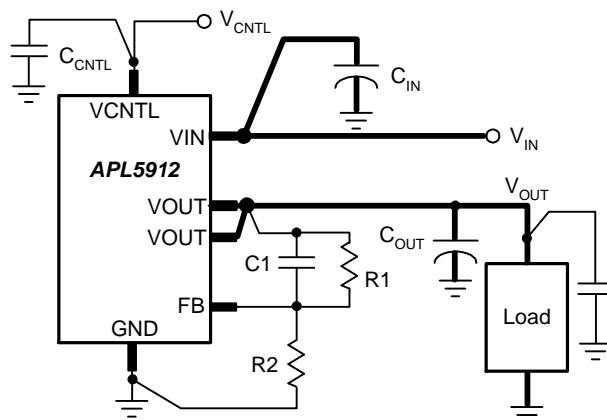 VCNTL
CCNTL
CIN
VCNTL
VIN
VIN
APL5912
VOUT
VOUT
VOUT
COUT
C1
R1
FB
Load
GND
R2